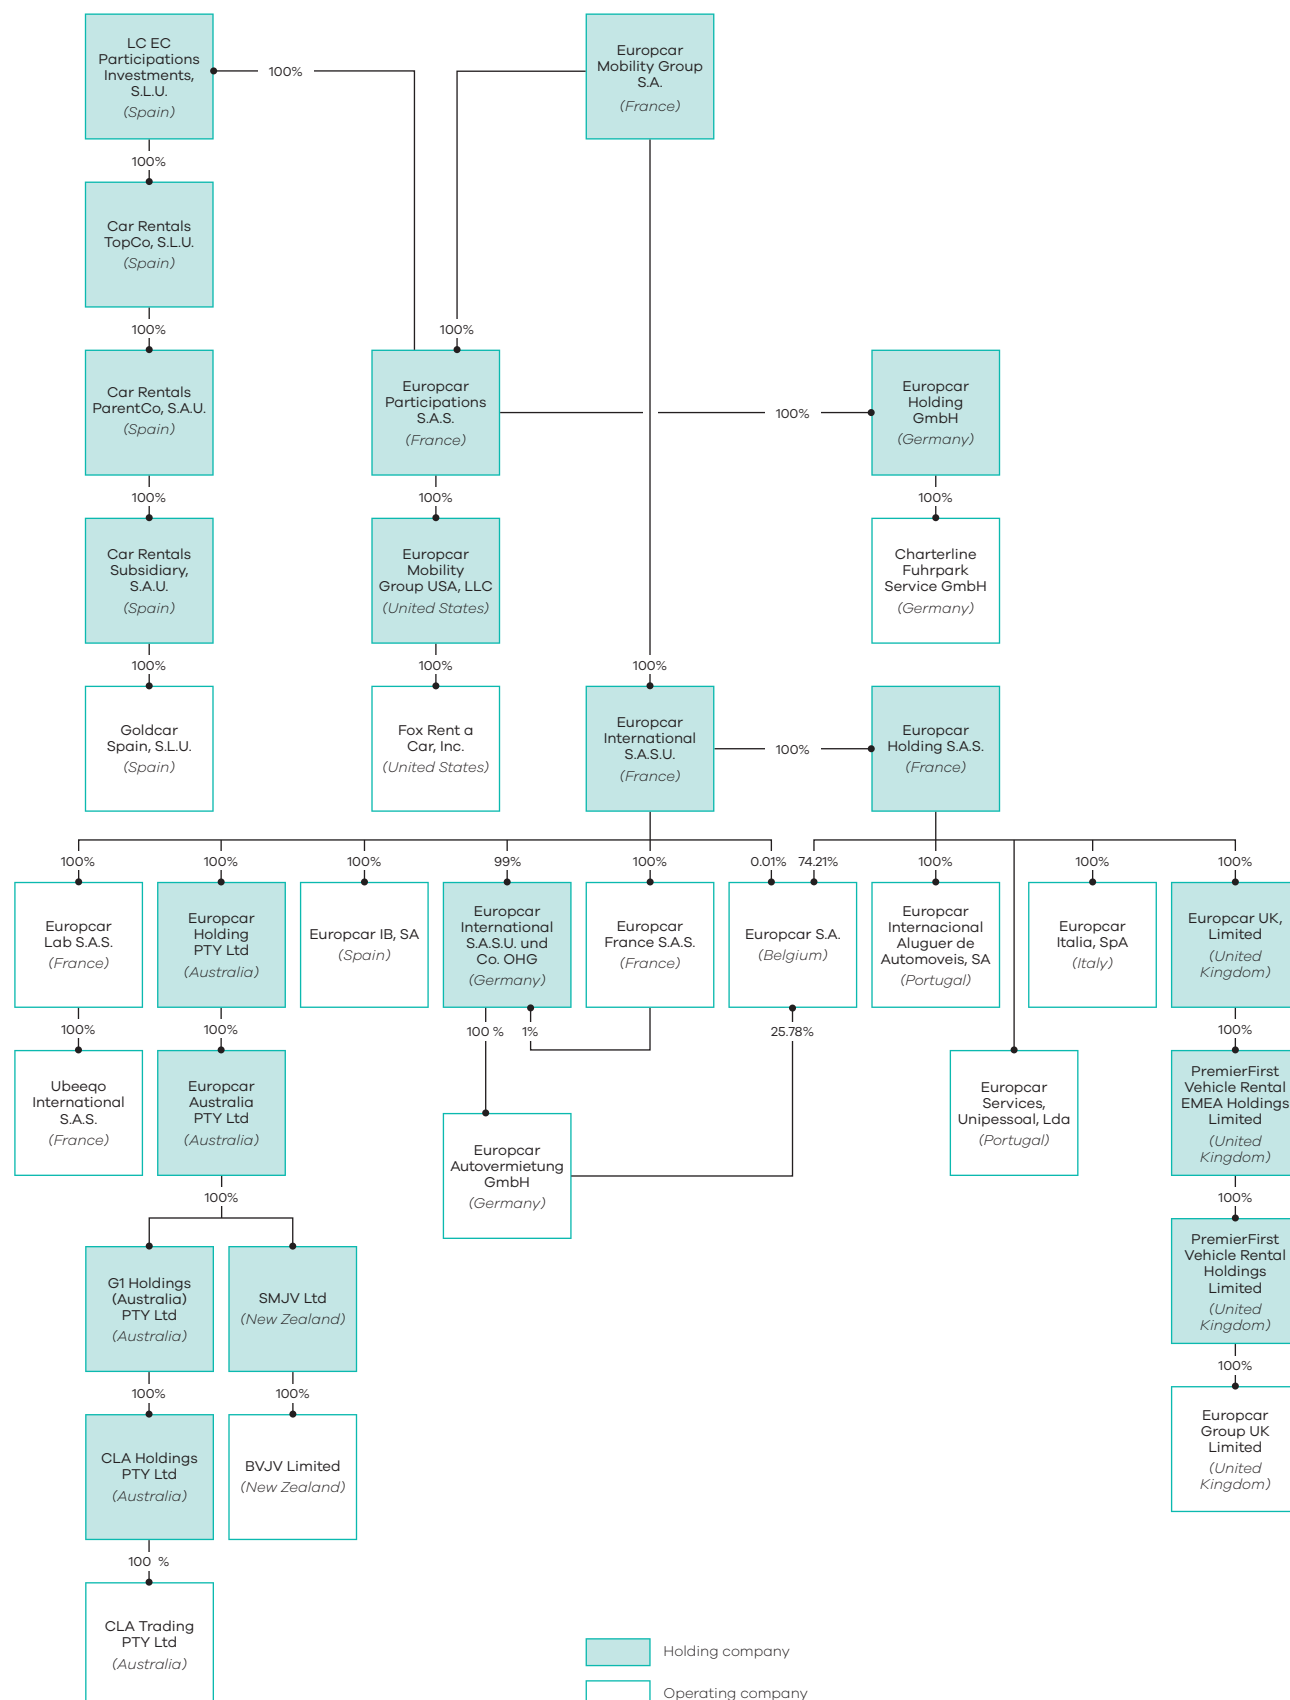 LC EC
Participations
Investments,
S.L.U.
(Spain)
100%
Europcar
Mobility Group
S.A.
(France)
100%
Car Rentals
TopCo, S.L.U.
(Spain)
100%
100%
Car Rentals
ParentCo, S.A.U.
(Spain)
Europcar
Participations
S.A.S.
(France)
100%
Europcar
Holding
GmbH
(Germany)
100%
100%
100%
Car Rentals
Subsidiary,
S.A.U.
(Spain)
Europcar
Mobility
Group USA, LLC
(United States)
Charterline
Fuhrpark
Service GmbH
(Germany)
100%
100%
100%
Goldcar
Spain, S.L.U.
(Spain)
Fox Rent a
Car, Inc.
(United States)
Europcar
International
S.A.S.U.
(France)
100%
Europcar
Holding S.A.S.
(France)
100%
100%
100%
99%
100%
0.01%
74.21%
100%
100%
100%
Europcar
Lab S.A.S.
(France)
Europcar
Holding
PTY Ltd
(Australia)
Europcar IB, SA
(Spain)
Europcar
International
S.A.S.U. und
Co. OHG
(Germany)
Europcar
France S.A.S.
(France)
Europcar S.A.
(Belgium)
Europcar
Internacional
Aluguer de
Automoveis, SA
(Portugal)
Europcar
Italia, SpA
(Italy)
Europcar UK,
Limited
(United
Kingdom)
100%
100%
100 %
1%
25.78%
100%
Ubeeqo
International
S.A.S.
(France)
Europcar
Australia
PTY Ltd
(Australia)
Europcar
Autovermietung
GmbH
(Germany)
Europcar
Services,
Unipessoal, Lda
(Portugal)
PremierFirst
Vehicle Rental
EMEA Holdings
Limited
(United
Kingdom)
100%
100%
G1 Holdings
(Australia)
PTY Ltd
(Australia)
SMJV Ltd
(New Zealand)
PremierFirst
Vehicle Rental
Holdings
Limited
(United
Kingdom)
100%
100%
100%
CLA Holdings
PTY Ltd
(Australia)
BVJV Limited
(New Zealand)
Europcar
Group UK
Limited
(United
Kingdom)
100 %
CLA Trading
PTY Ltd
(Australia)
Holding company
Operating company